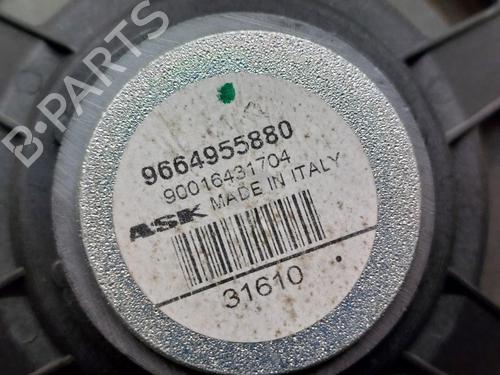 B-PARTS
9664955880
90016431704
ASK MADE IN ITALY
31610